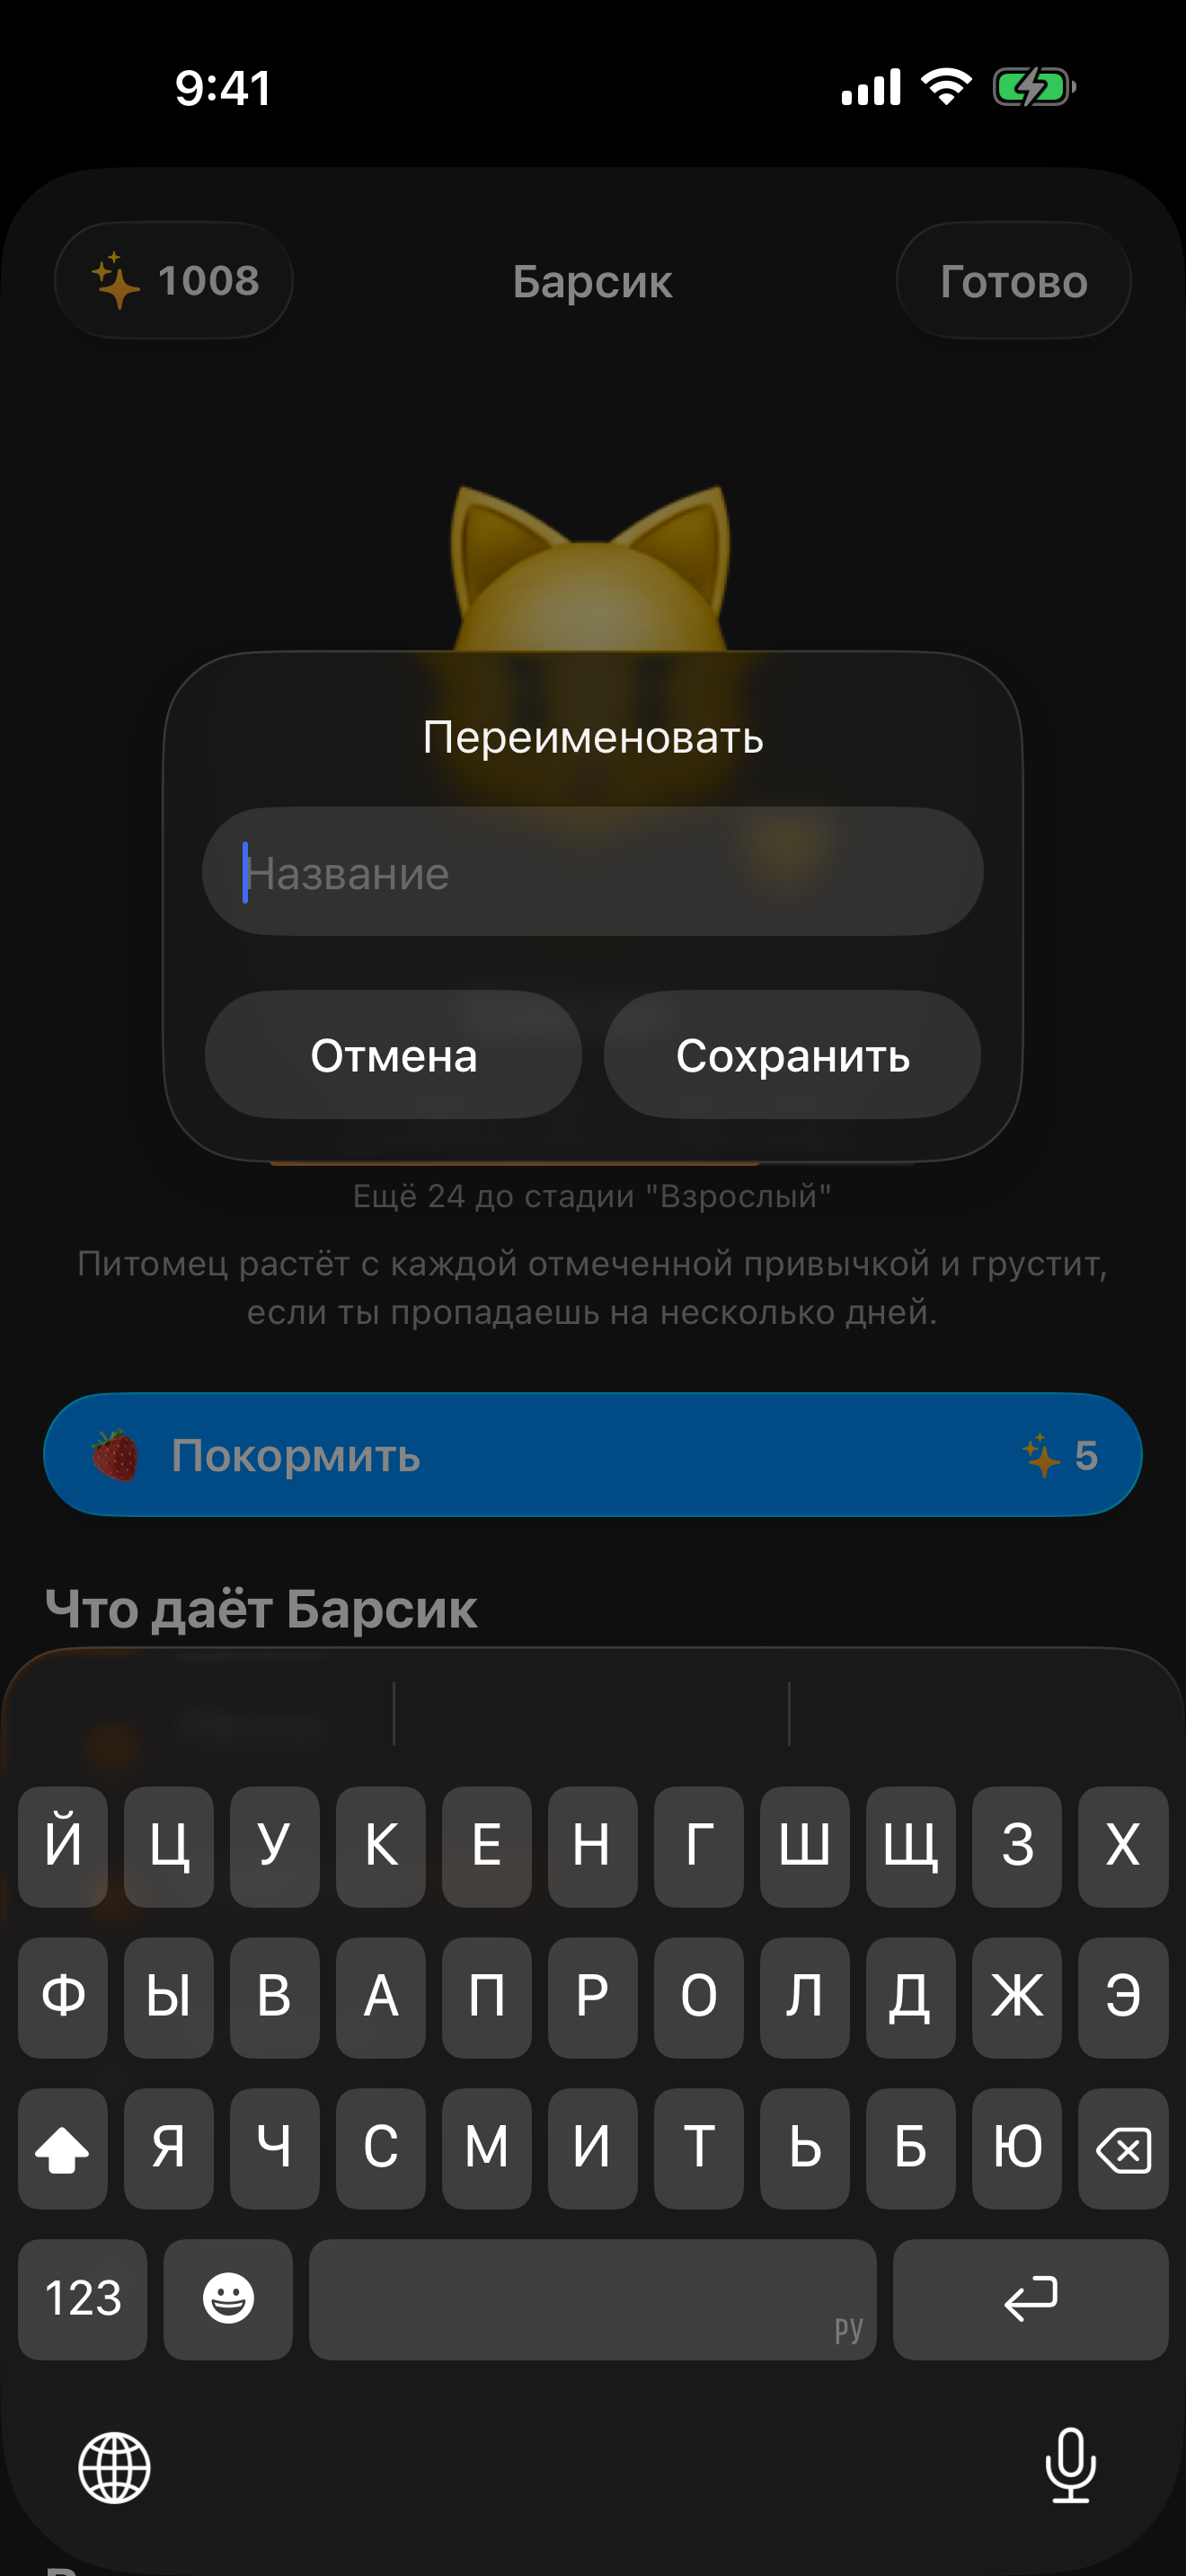 9:41
1008
Барсик
Готово
Переименовать
Название
Отмена
Сохранить
Ещё 24 до стадии "Взрослый"
Питомец растёт с каждой отмеченной привычкой и грустит,
если ты пропадаешь на несколько дней.
Покормить
5
Что даёт Барсик
Й Ц У К Е Н Г Ш Щ З Х
Ф Ы В А П Р О Л Д Ж Э
Я Ч С М И Т Ь Б Ю
123
РУ